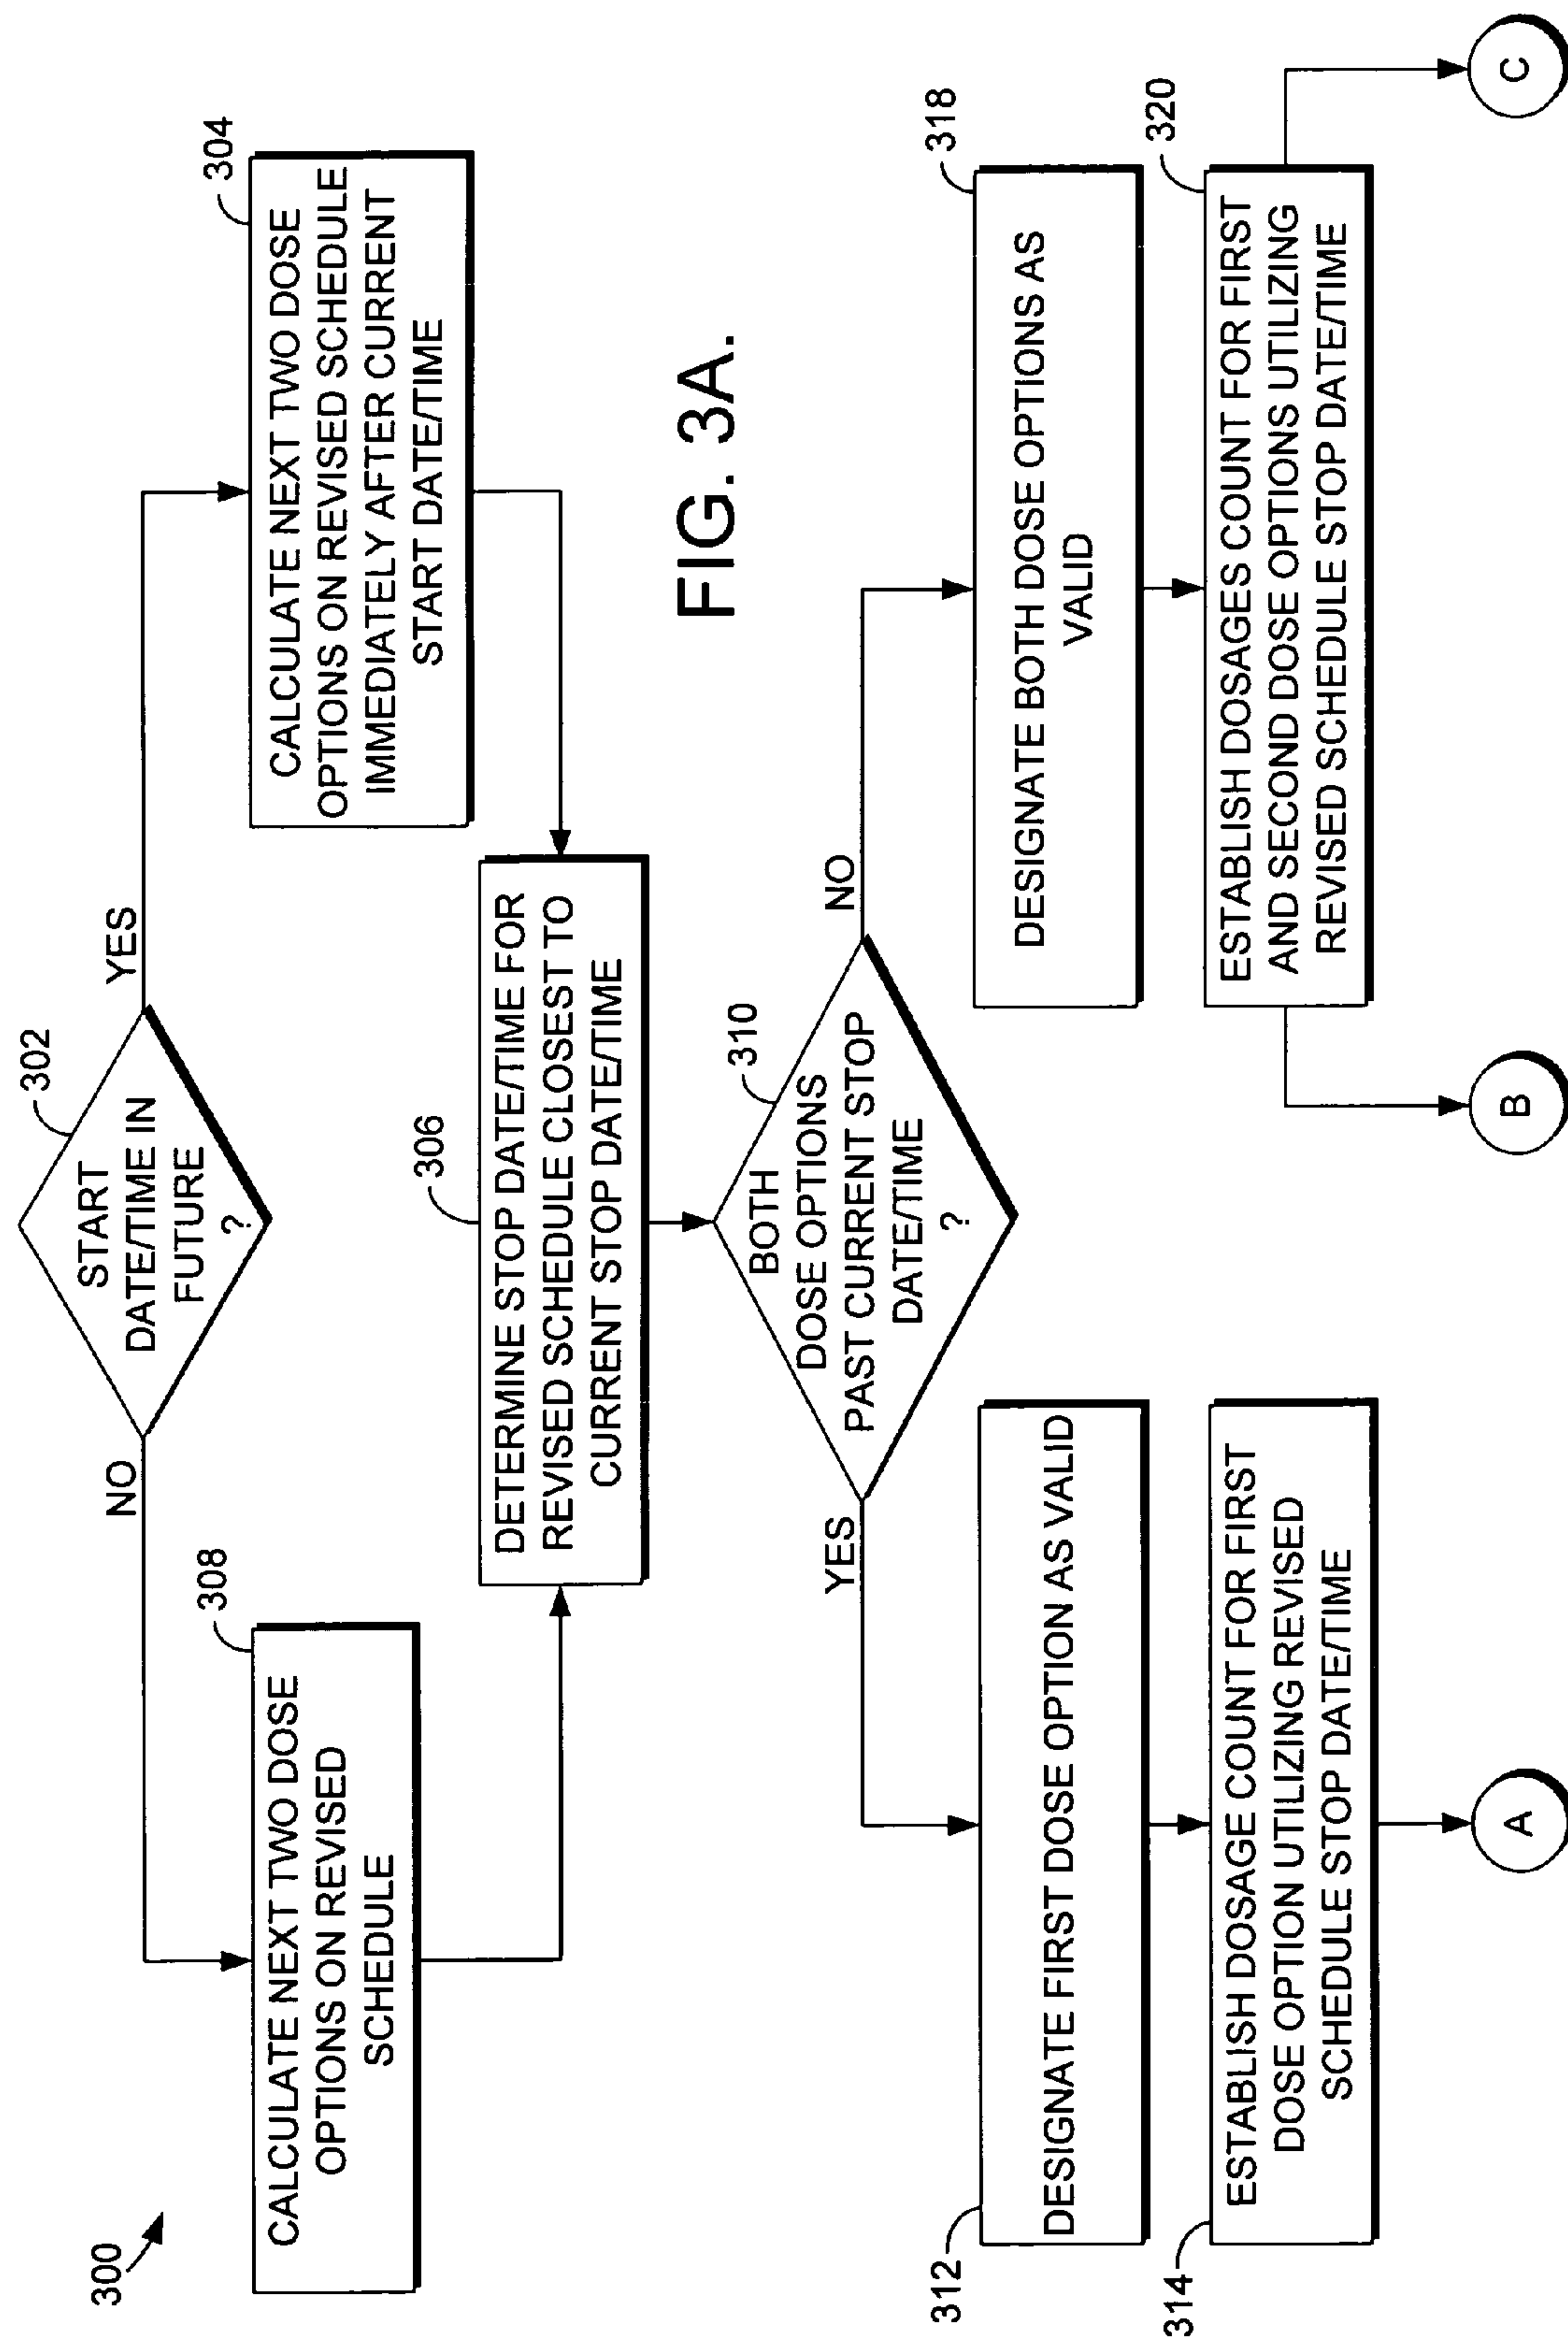 300
302
START
DATE/TIME IN
FUTURE
?
NO
YES
308
CALCULATE NEXT TWO DOSE
OPTIONS ON REVISED
SCHEDULE
304
CALCULATE NEXT TWO DOSE
OPTIONS ON REVISED SCHEDULE
IMMEDIATELY AFTER CURRENT
START DATE/TIME
306
DETERMINE STOP DATE/TIME FOR
REVISED SCHEDULE CLOSEST TO
CURRENT STOP DATE/TIME
FIG. 3A.
310
BOTH
DOSE OPTIONS
PAST CURRENT STOP
DATE/TIME
?
YES
NO
312
DESIGNATE FIRST DOSE OPTION AS VALID
318
DESIGNATE BOTH DOSE OPTIONS AS
VALID
314
ESTABLISH DOSAGE COUNT FOR FIRST
DOSE OPTION UTILIZING REVISED
SCHEDULE STOP DATE/TIME
320
ESTABLISH DOSAGES COUNT FOR FIRST
AND SECOND DOSE OPTIONS UTILIZING
REVISED SCHEDULE STOP DATE/TIME
A
B
C